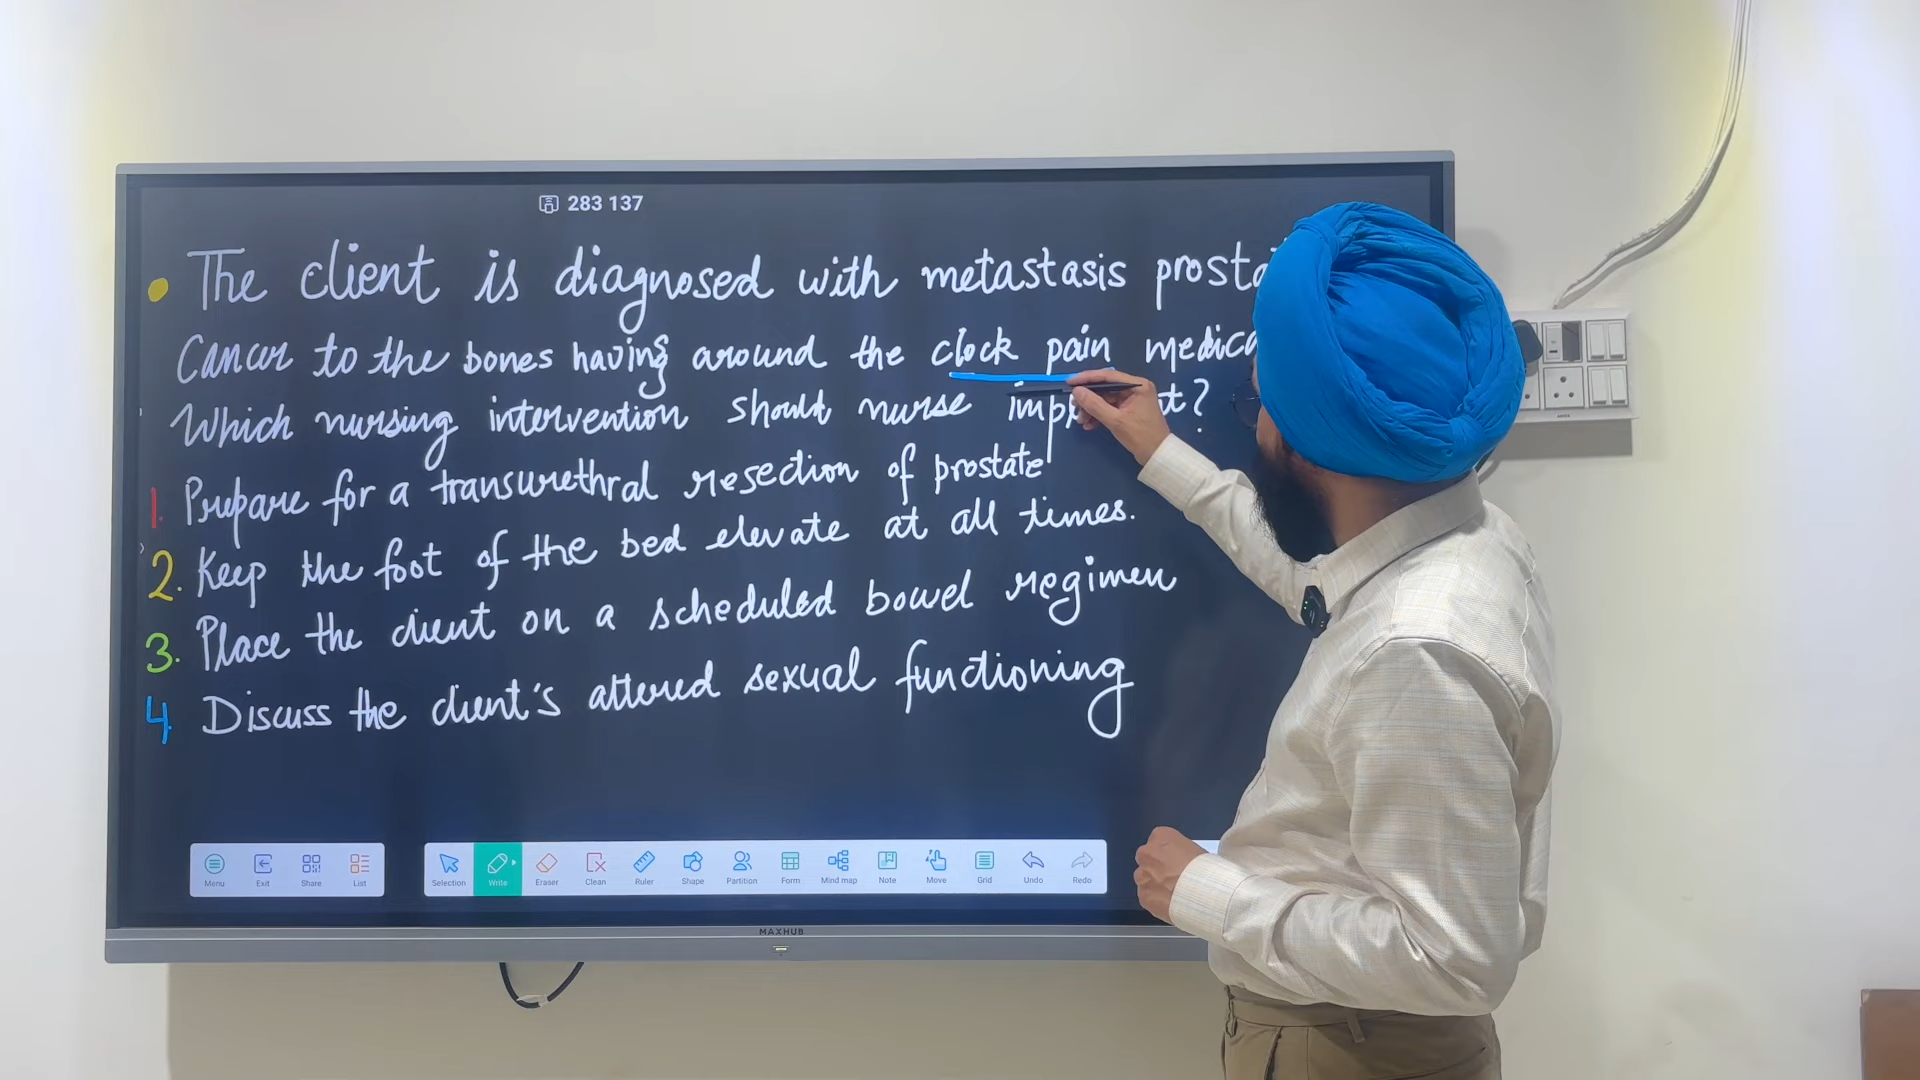 283 137
The client is diagnosed with metastasis
Cancer to the bones having around the clock pain
Which nursing intervention should nurse
1. Prepare for a transurethral resection of prostate
2. Keep the foot of the bed elevate at all times.
3. Place the client on a scheduled bowel regimen
4. Discuss the client's altered sexual functioning
Menu Exit Share List Selection Write Eraser Clean Ruler Shape Partition Form Mind map Note Move Grid Undo Redo
MAXHUB